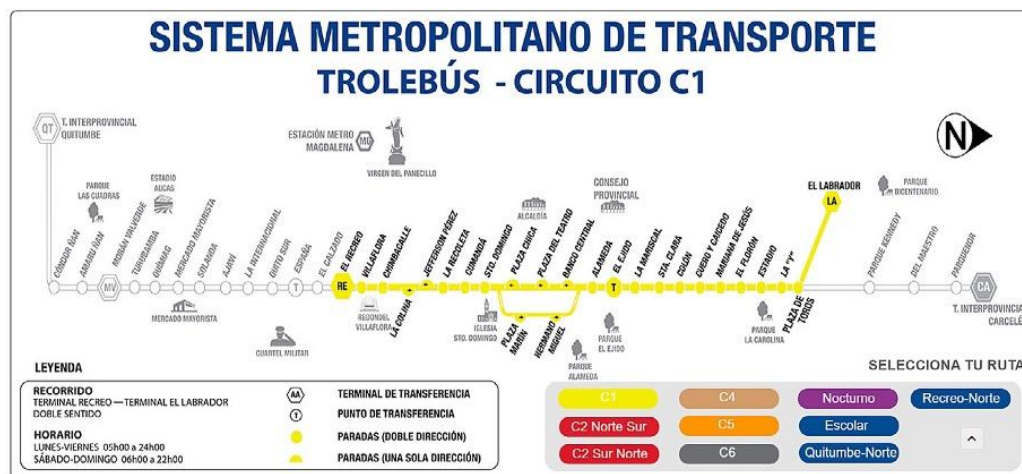 SISTEMA METROPOLITANO DE TRANSPORTE
TROLEBÚS - CIRCUITO C1
QT
T. INTERPROVINCIAL
QUITUMBE
ESTACIÓN METRO
MAGDALENA
VIRGEN DEL PANECILLO
N
PARQUE
LAS CUADRAS
ESTADIO
AUCAS
ALCALDÍA
CONSEJO
PROVINCIAL
EL LABRADOR
LA
PARQUE
BICENTENARIO
CÓNDOR ÑAN
AMARU ÑAN
MV
MORÁN VALVERDE
TURUBAMBA
QUIMIAG
MERCADO MAYORISTA
SOLANDA
AJAVÍ
LA INTERNACIONAL
QUITO SUR
T
ESPAÑA
EL CALZADO
RE
EL RECREO
VILLAFLORA
CHIMBACALLE
LA COLINA
JEFFERSON PÉREZ
LA RECOLETA
CUMANDÁ
STO. DOMINGO
PLAZA CHICA
PLAZA DEL TEATRO
BANCO CENTRAL
PLAZA
MARÍN
HERMANO
MIGUEL
ALAMEDA
T
EL EJIDO
LA MARISCAL
STA. CLARA
COLÓN
CUERO Y CAICEDO
MARIANA DE JESÚS
EL FLORÓN
ESTADIO
LA "Y"
PLAZA DE
TOROS
PARQUE KENNEDY
DEL MAESTRO
PARQUENOR
CA
T. INTERPROVINCIA
CARCELÉ
MERCADO MAYORISTA
CUARTEL MILITAR
REDONDEL
VILLAFLORA
IGLESIA
STO. DOMINGO
PARQUE
ALAMEDA
PARQUE
EL EJIDO
PARQUE
LA CAROLINA
LEYENDA
RECORRIDO
TERMINAL RECREO — TERMINAL EL LABRADOR
DOBLE SENTIDO
HORARIO
LUNES-VIERNES 05h00 a 24h00
SÁBADO-DOMINGO 06h00 a 22h00
AA TERMINAL DE TRANSFERENCIA
T PUNTO DE TRANSFERENCIA
PARADAS (DOBLE DIRECCIÓN)
PARADAS (UNA SOLA DIRECCIÓN)
SELECCIONA TU RUTA
C1 C4 Nocturno Recreo-Norte
C2 Norte Sur C5 Escolar
C2 Sur Norte C6 Quitumbe-Norte